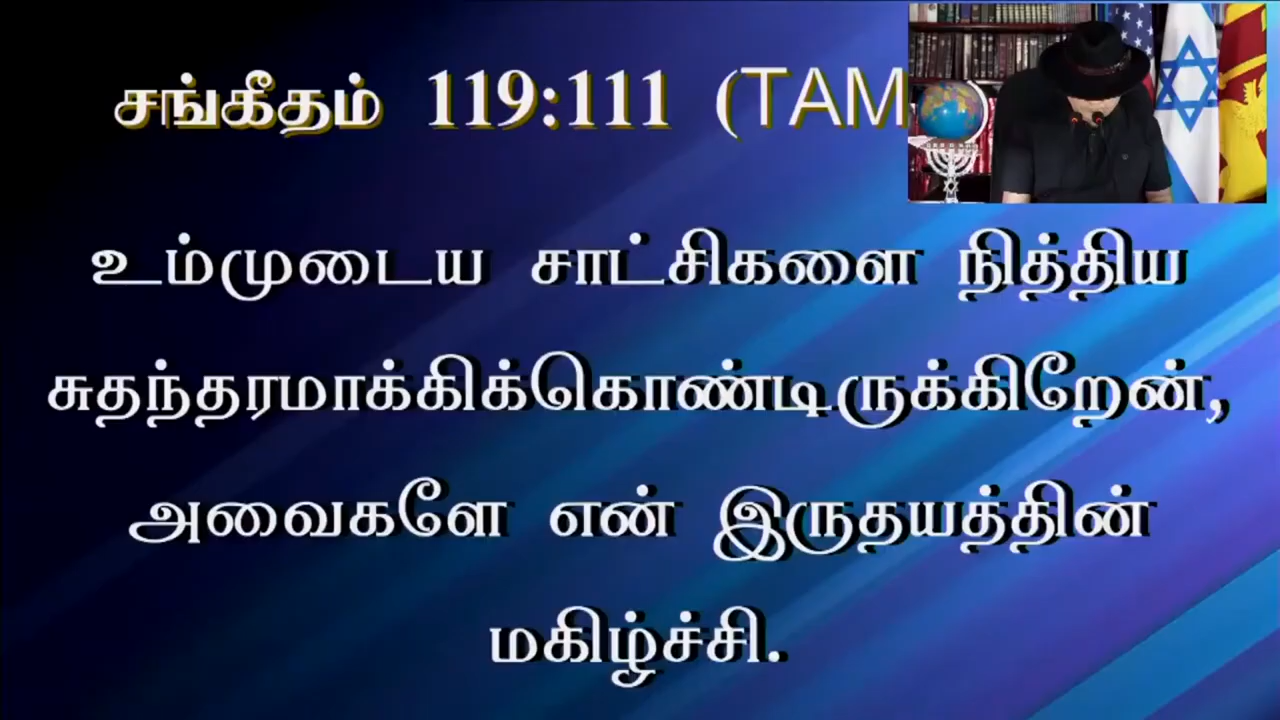 சங்கீதம் 119:111 (TAM
உம்முடைய சாட்சிகளை நித்திய
சுதந்தரமாக்கிக்கொண்டிருக்கிறேன்,
அவைகளே என் இருதயத்தின்
மகிழ்ச்சி.